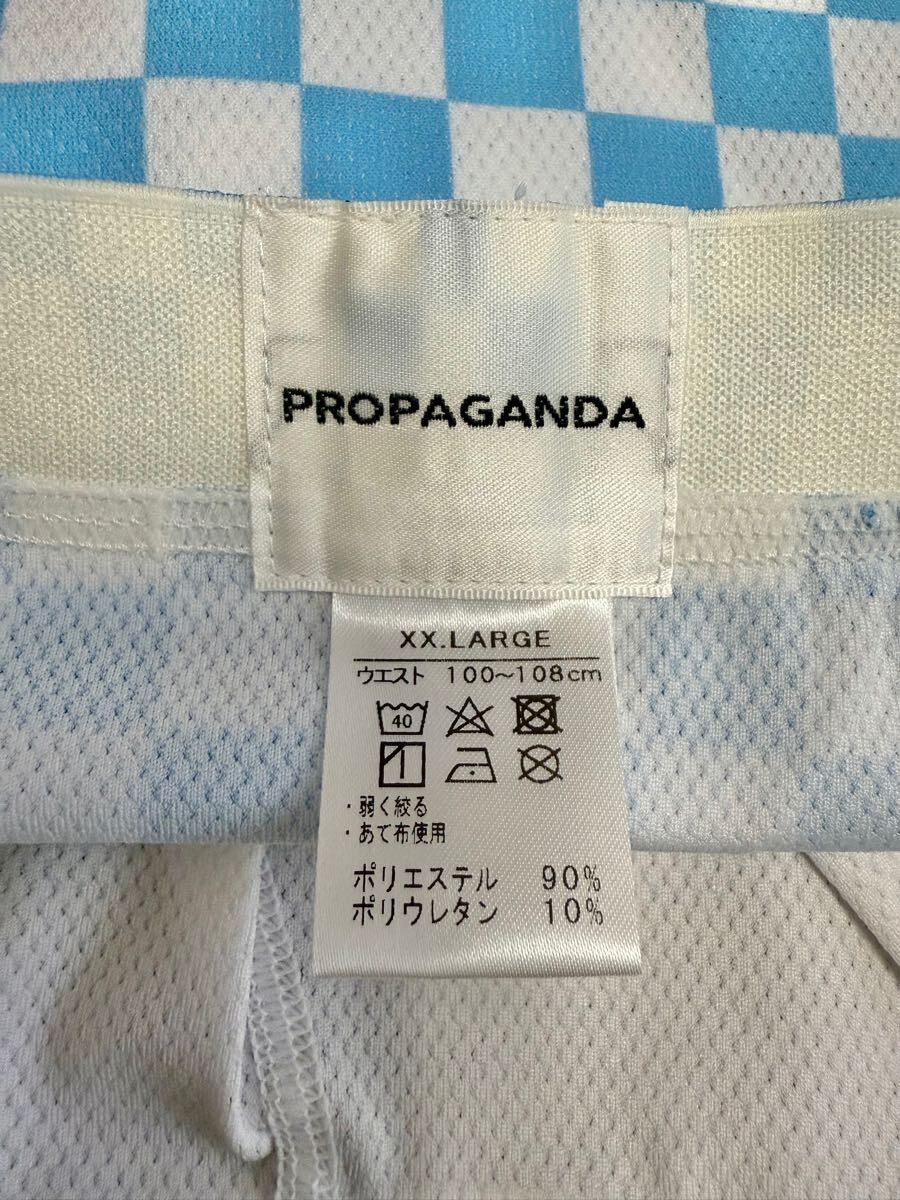 PROPAGANDA
XX.LARGE
ウエスト 100~108cm
40
・弱く絞る
・あて布使用
ポリエステル 90%
ポリウレタン 10%